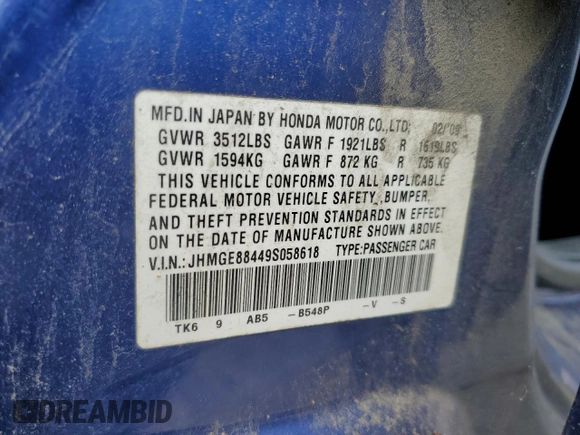 MFD.IN JAPAN BY HONDA MOTOR CO.,LTD. 02/09
GVWR 3512LBS GAWR F 1921LBS R 1619LBS
GVWR 1594KG GAWR F 872 KG R 735 KG
THIS VEHICLE CONFORMS TO ALL APPLICABLE
FEDERAL MOTOR VEHICLE SAFETY ,BUMPER,
AND THEFT PREVENTION STANDARDS IN EFFECT
ON THE DATE OF MANUFACTURE SHOWN ABOVE.
V.I.N.:JHMGE88449S058618 TYPE:PASSENGER CAR
TK6 9 AB5 -B548P -V -S
DREAMBID